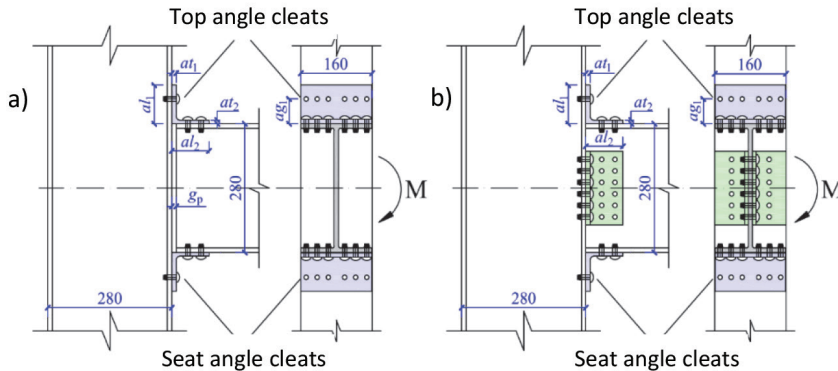 Top angle cleats
a)
at₁
al₁
at₂
al₂
gₚ
280
280
160
ag₁
M
Seat angle cleats
Top angle cleats
b)
at₁
al₁
at₂
al₂
280
280
160
ag₁
M
Seat angle cleats